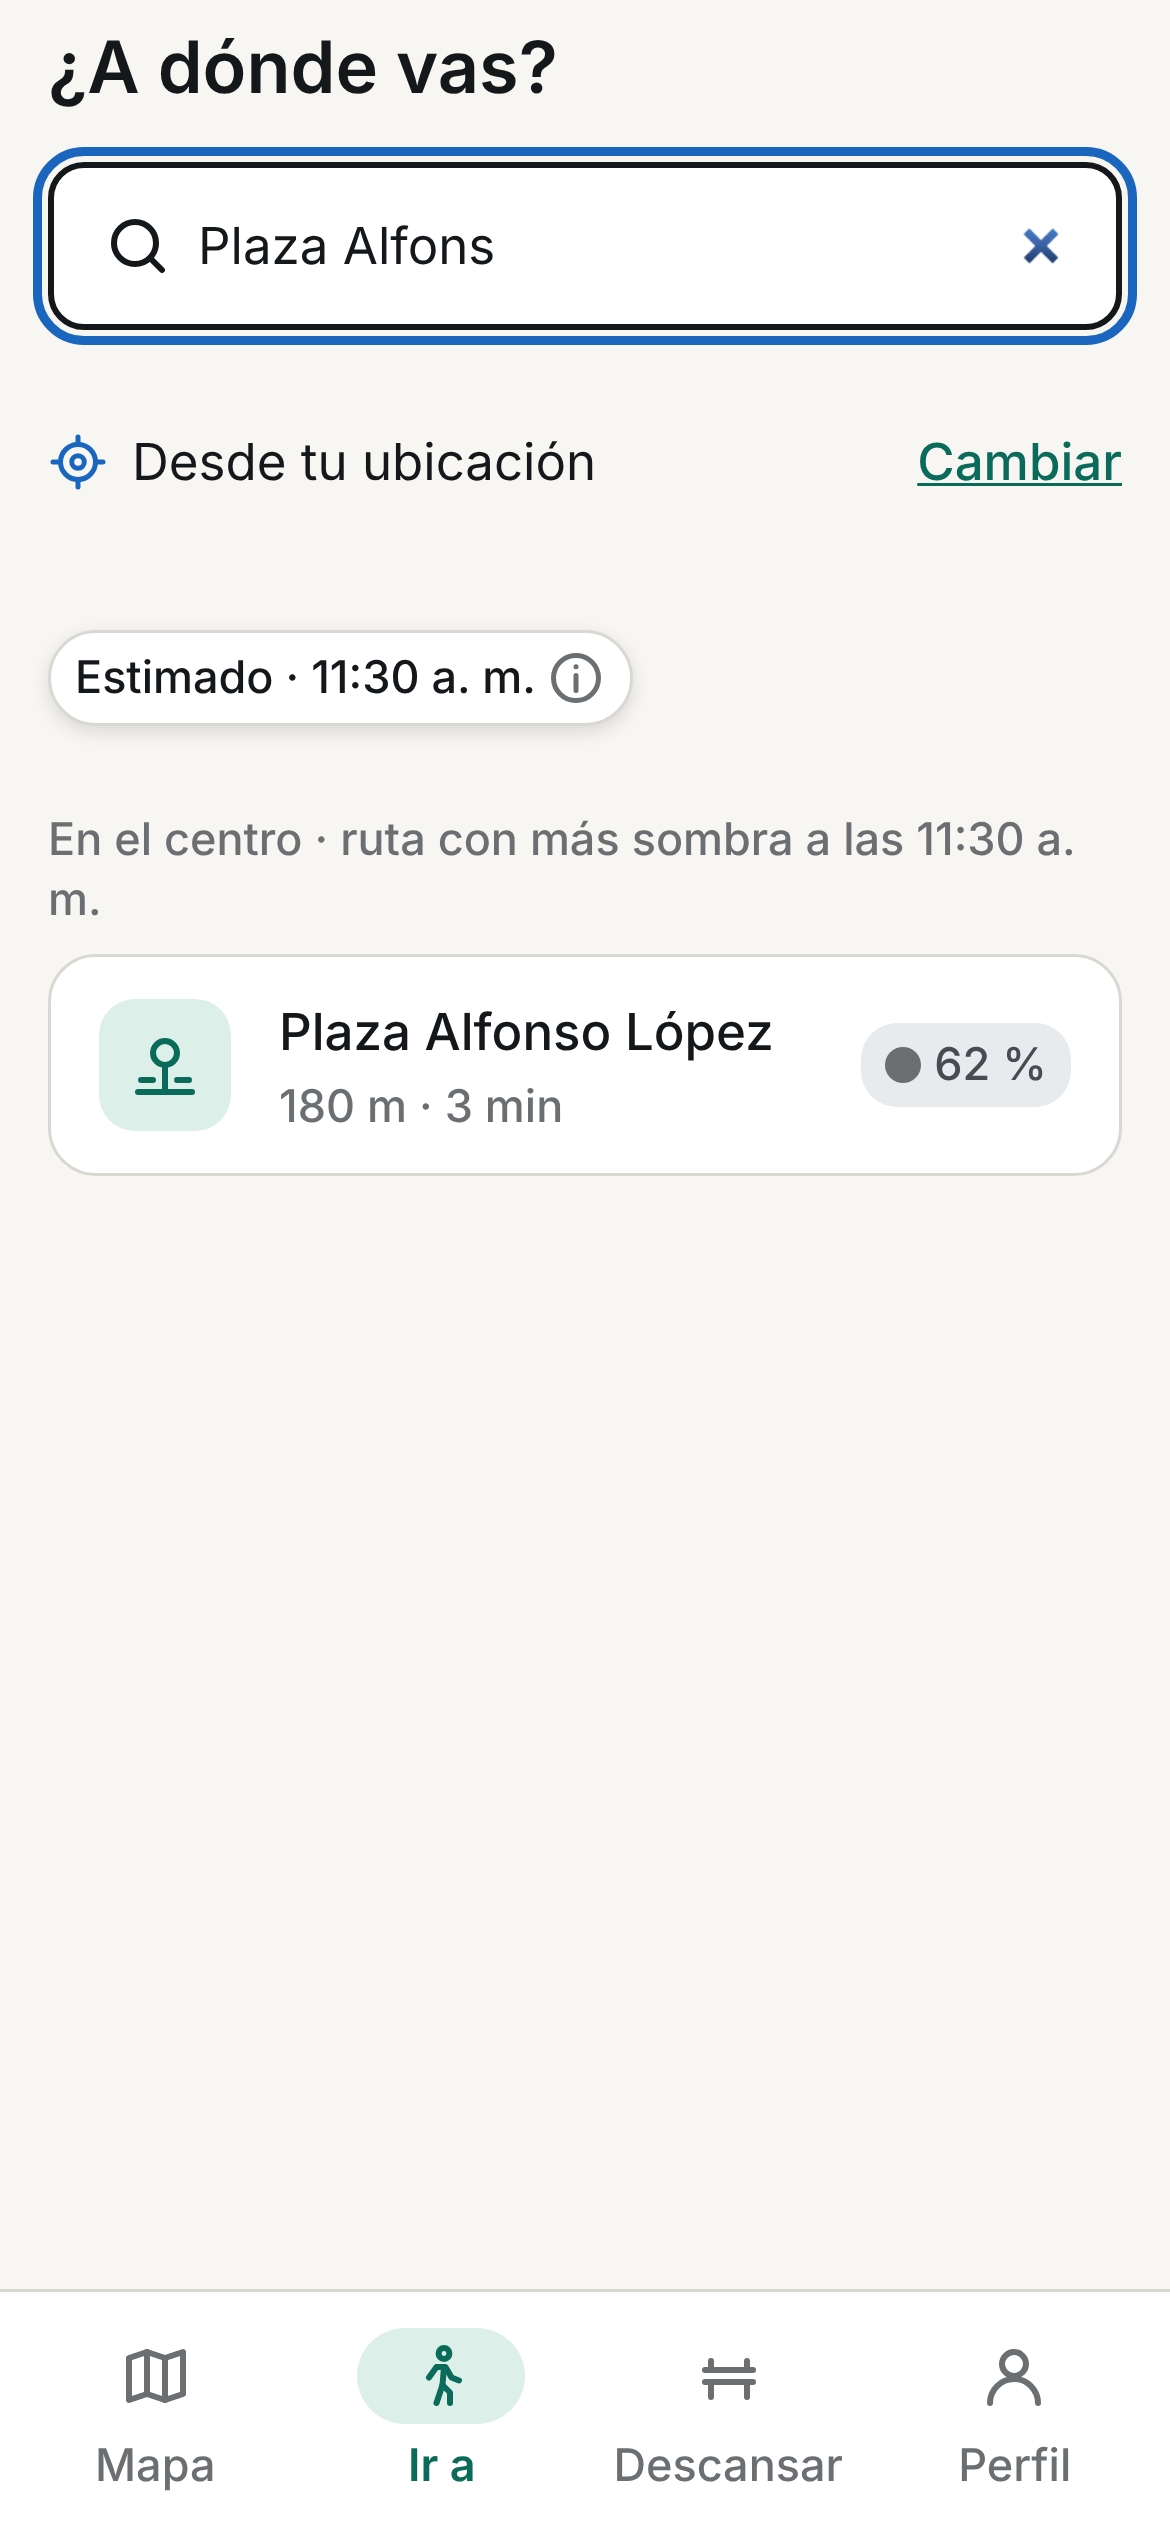 ¿A dónde vas?
Plaza Alfons
Desde tu ubicación
Cambiar
Estimado · 11:30 a. m.
En el centro · ruta con más sombra a las 11:30 a.
m.
Plaza Alfonso López
180 m · 3 min
62 %
Mapa
Ir a
Descansar
Perfil